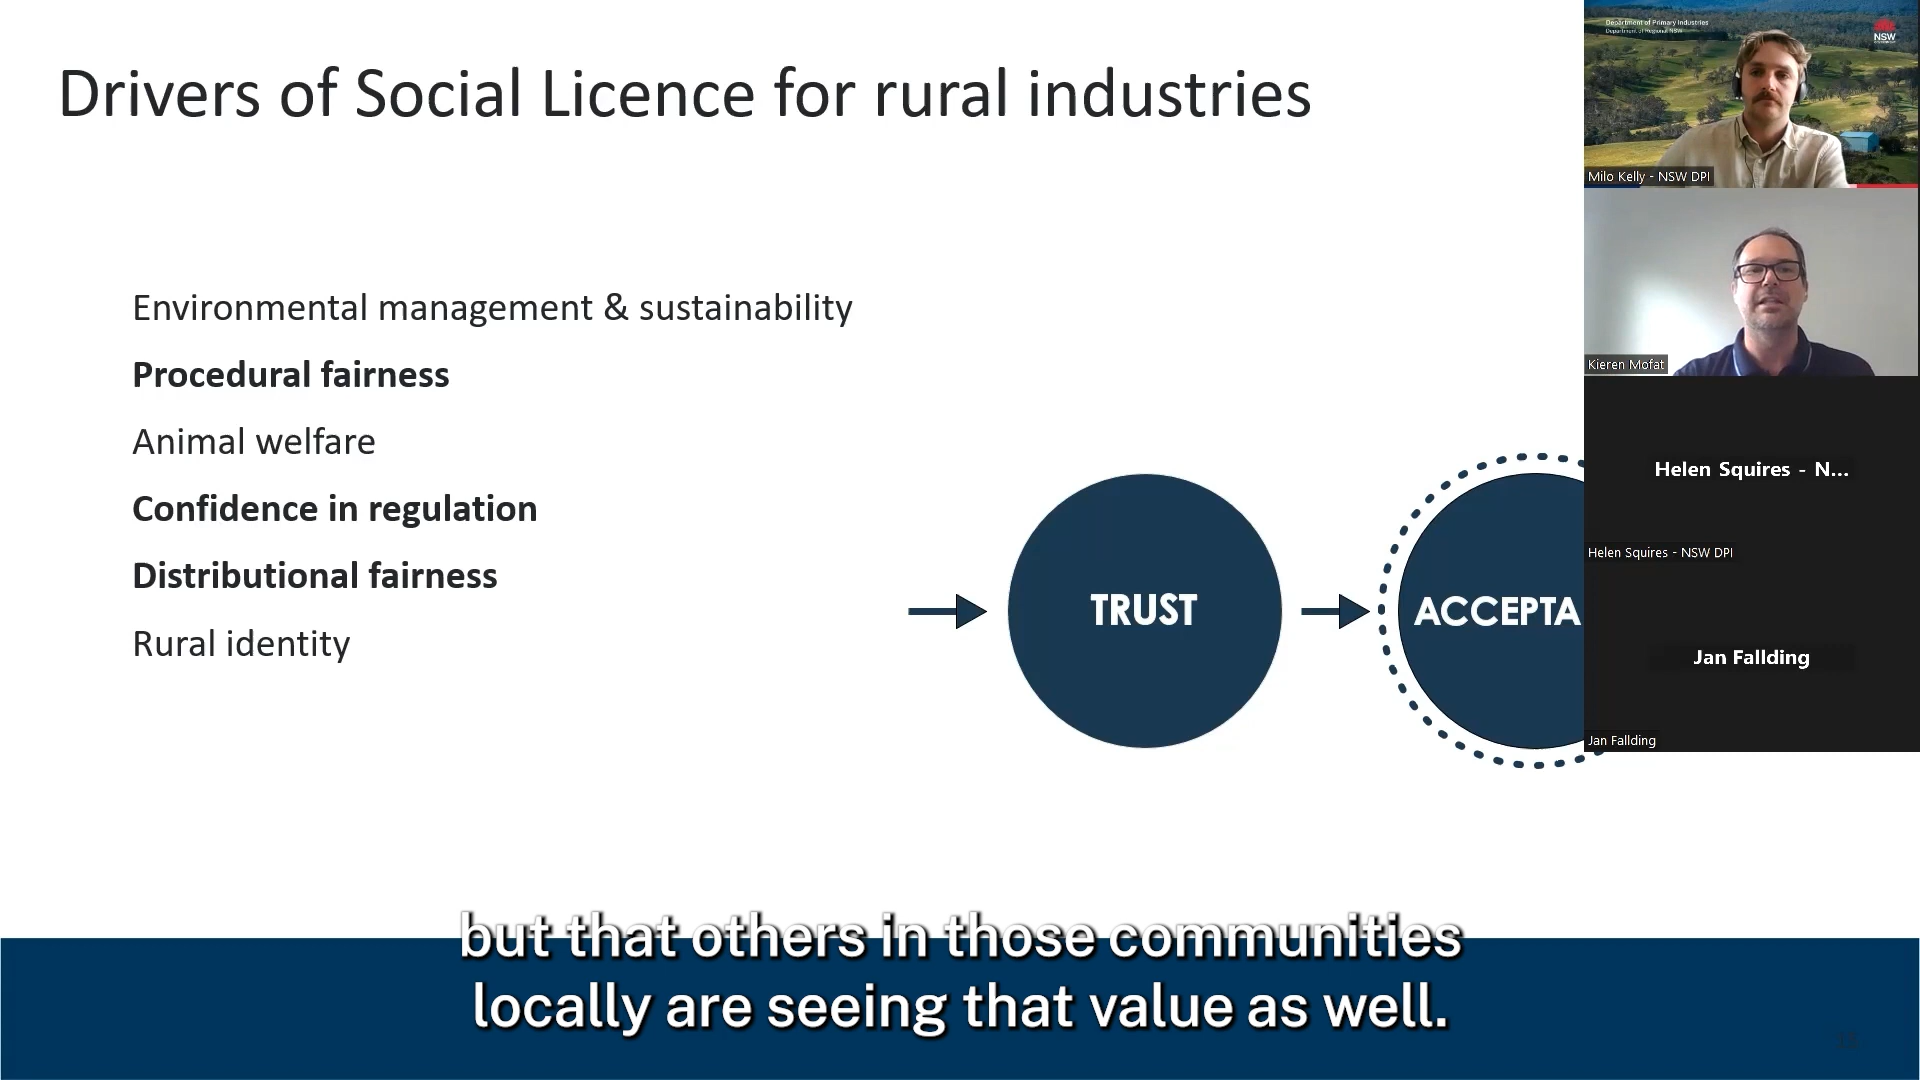 Drivers of Social Licence for rural industries
Environmental management & sustainability
Procedural fairness
Animal welfare
Confidence in regulation
Distributional fairness
Rural identity
TRUST
ACCEPTA
Department of Primary Industries
Department of Regional NSW
NSW
Milo Kelly - NSW DPI
Kieren Mofat
Helen Squires - N...
Helen Squires - NSW DPI
Jan Fallding
Jan Fallding
but that others in those communities
locally are seeing that value as well.
15